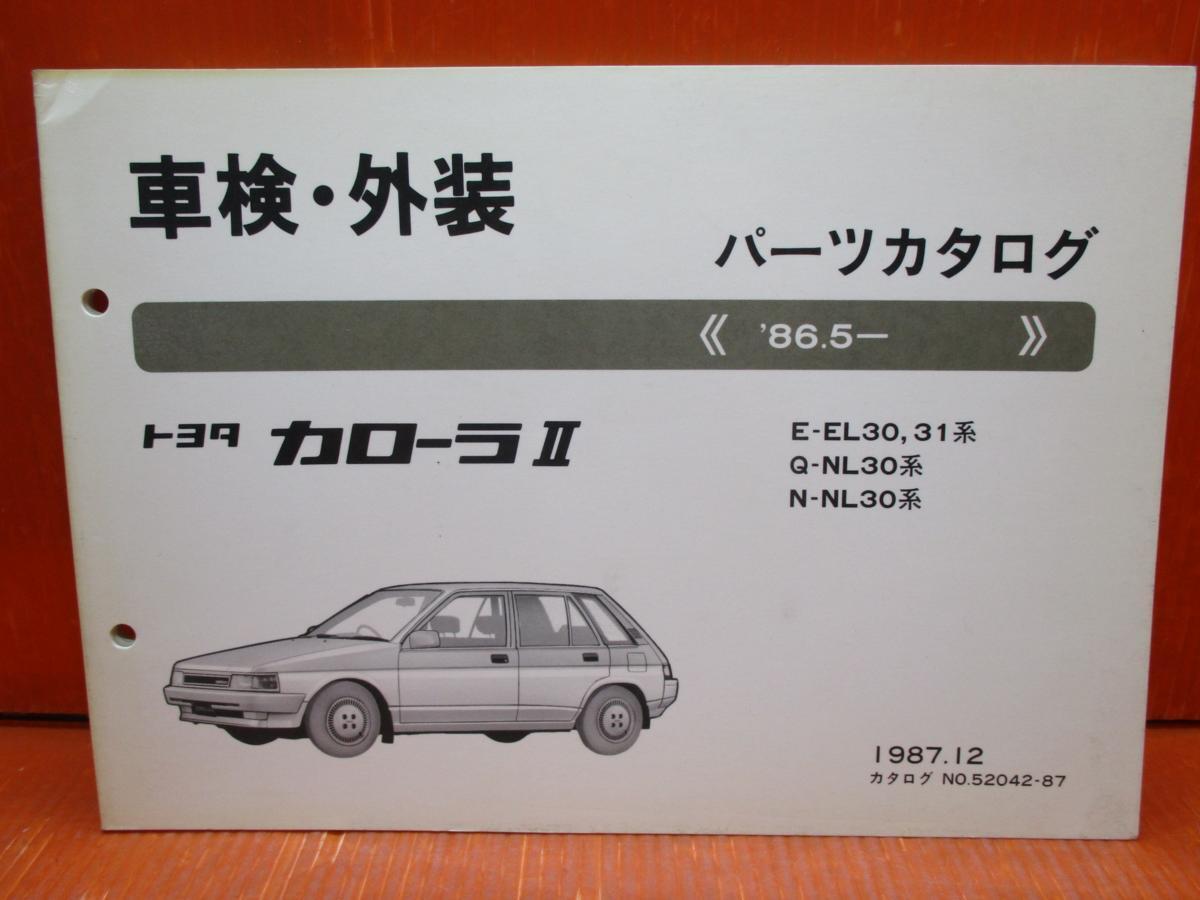 車検・外装
パーツカタログ
《 '86.5— 》
トヨタ カローラII
E-EL30, 31系
Q-NL30系
N-NL30系
1987.12
カタログ NO.52042-87